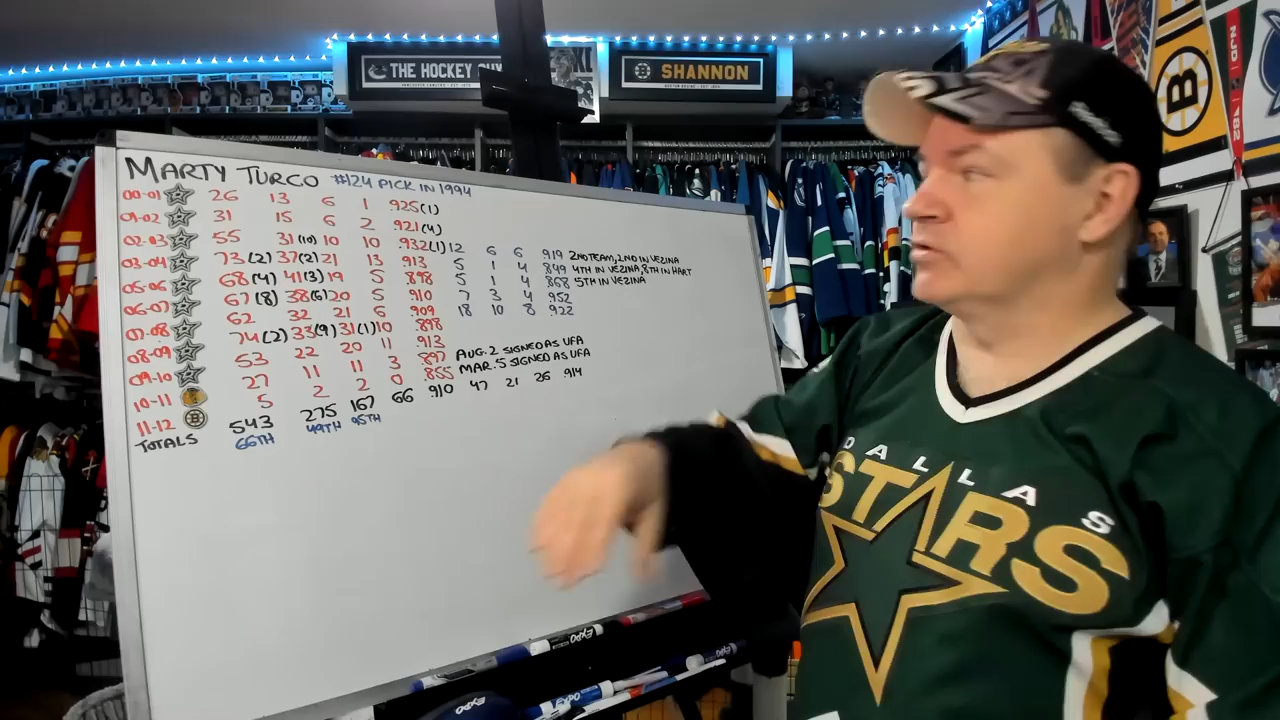 THE HOCKEY GUY
SHANNON
MARTY TURCO #124 PICK IN 1994
00-01 26 13 6 1 .925(1)
01-02 31 15 6 2 .921(4)
02-03 55 31(10) 10 10 .932(1) 12 6 6 .919 2ND TEAM, 2ND IN VEZINA
03-04 73(2) 37(2) 21 13 .913 5 1 4 .849 4TH IN VEZINA, 8TH IN HART
05-06 68(4) 41(3) 19 5 .898 5 1 4 .868 5TH IN VEZINA
06-07 67(8) 38(6) 20 5 .910 7 3 4 .952
07-08 62 32 21 6 .909 18 10 8 .922
08-09 74(2) 33(9) 31(1) 10 .898
09-10 53 22 20 11 .913
10-11 27 11 11 3 .897 AUG. 2 SIGNED AS UFA
11-12 5 2 2 0 .855 MAR. 5 SIGNED AS UFA
TOTALS 543 275 167 66 .910 47 21 26 .914
66TH 49TH 95TH
DALLAS
STARS
EXPO
EXPO
EXPO
EXPO
NJD
'82
B